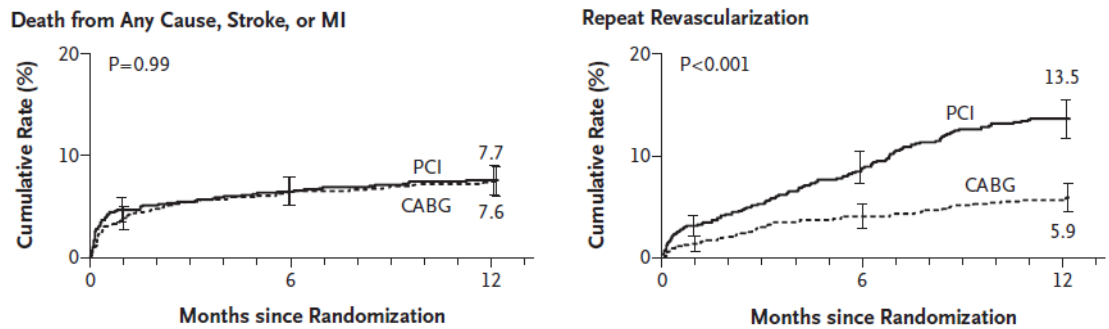 Death from Any Cause, Stroke, or MI
Cumulative Rate (%)
20
10
0
P=0.99
PCI
7.7
CABG
7.6
0
6
12
Months since Randomization
Repeat Revascularization
Cumulative Rate (%)
20
10
0
P<0.001
13.5
PCI
CABG
5.9
0
6
12
Months since Randomization